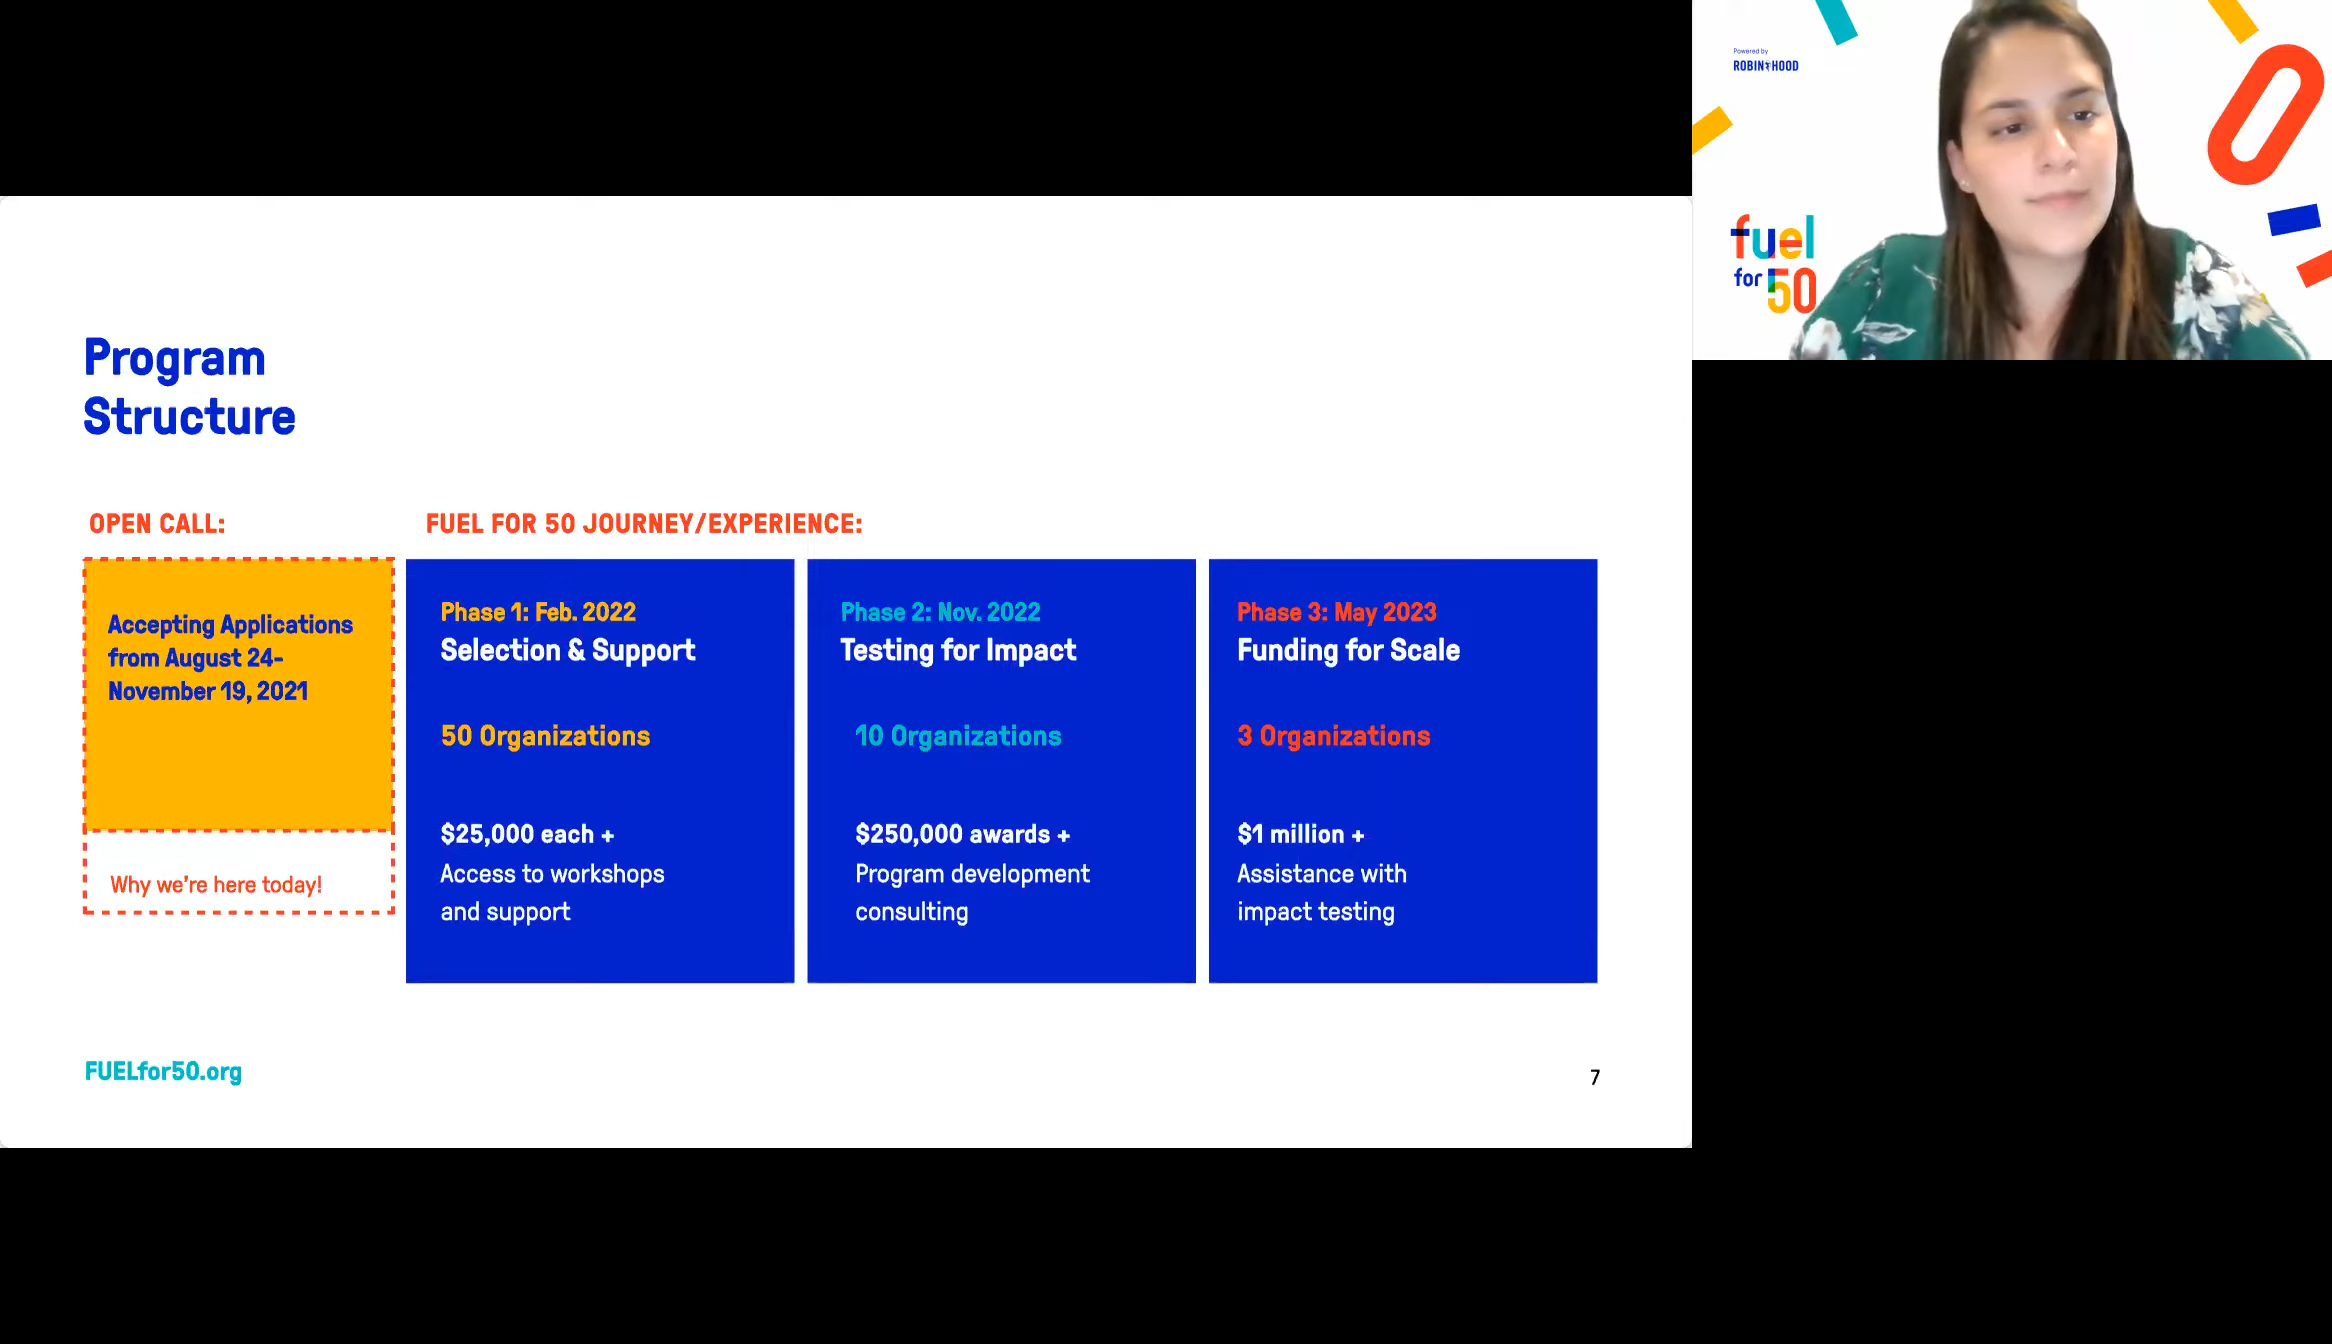 Program
Structure
OPEN CALL:
Accepting Applications
from August 24-
November 19, 2021
Why we're here today!
FUEL FOR 50 JOURNEY/EXPERIENCE:
Phase 1: Feb. 2022
Selection & Support
50 Organizations
$25,000 each +
Access to workshops
and support
Phase 2: Nov. 2022
Testing for Impact
10 Organizations
$250,000 awards +
Program development
consulting
Phase 3: May 2023
Funding for Scale
3 Organizations
$1 million +
Assistance with
impact testing
FUELfor50.org
7
Powered by
ROBIN HOOD
fuel
for 50